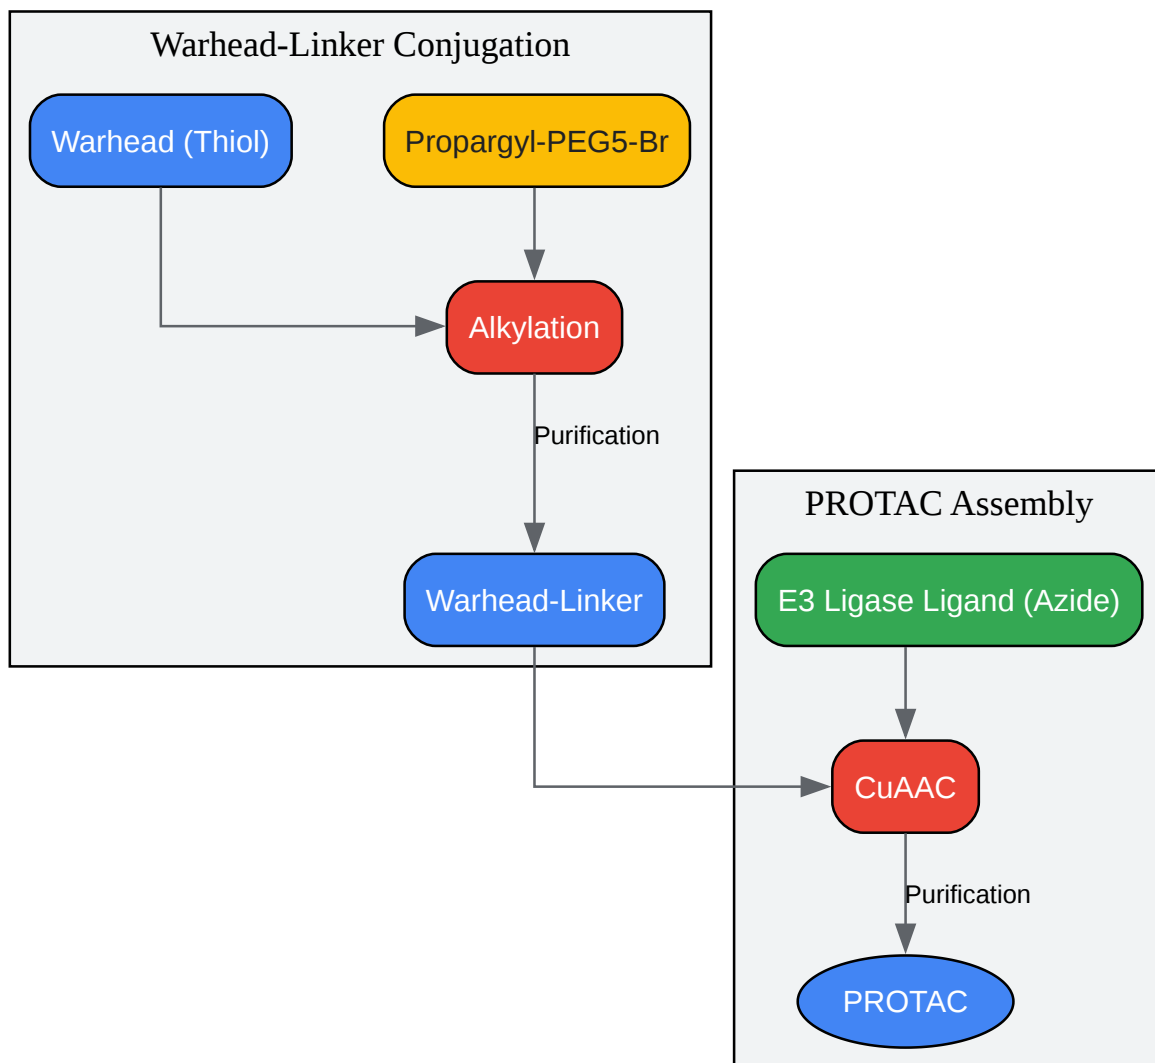 Warhead-Linker Conjugation
Warhead (Thiol)
Propargyl-PEG5-Br
Alkylation
Purification
Warhead-Linker
PROTAC Assembly
E3 Ligase Ligand (Azide)
CuAAC
Purification
PROTAC